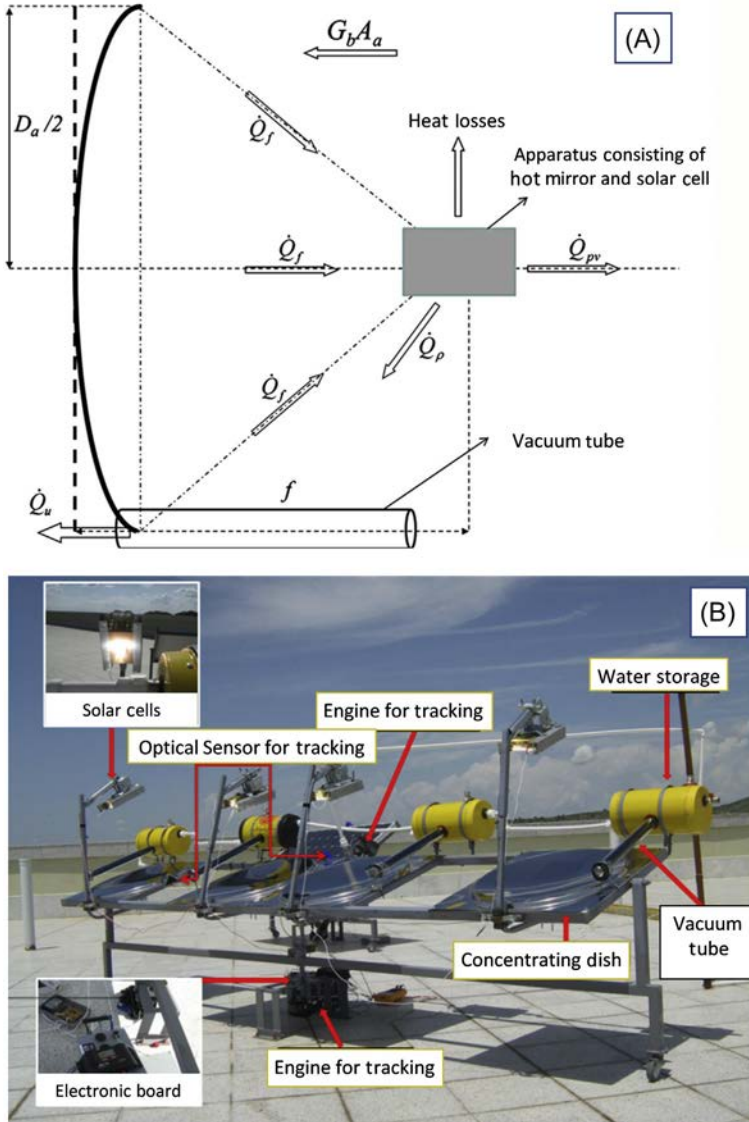 (A)
G_b A_a
D_a/2
Q̇_f
Heat losses
Apparatus consisting of
hot mirror and solar cell
Q̇_f
Q̇_pv
Q̇_ρ
Q̇_f
Vacuum tube
f
Q̇_u
(B)
Solar cells
Optical Sensor for tracking
Engine for tracking
Water storage
Vacuum
tube
Concentrating dish
Engine for tracking
Electronic board